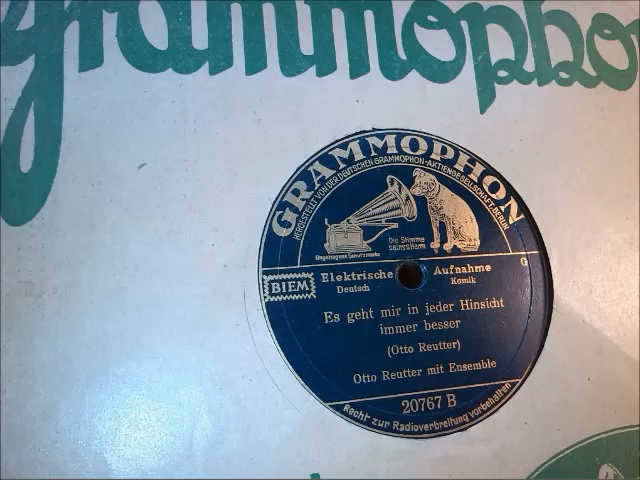 grammopho
GRAMMOPHON
HERGESTELLT VON DER DEUTSCHEN GRAMMOPHON-AKTIENGESELLSCHAFT, BERLIN
Die Stimme
seines Herrn
BIEM
Elektrische Aufnahme
G
Deutsch Komik
Es geht mir in jeder Hinsicht
immer besser
(Otto Reutter)
Otto Reutter mit Ensemble
20767 B
Recht zur Radioverbreitung vorbehalten